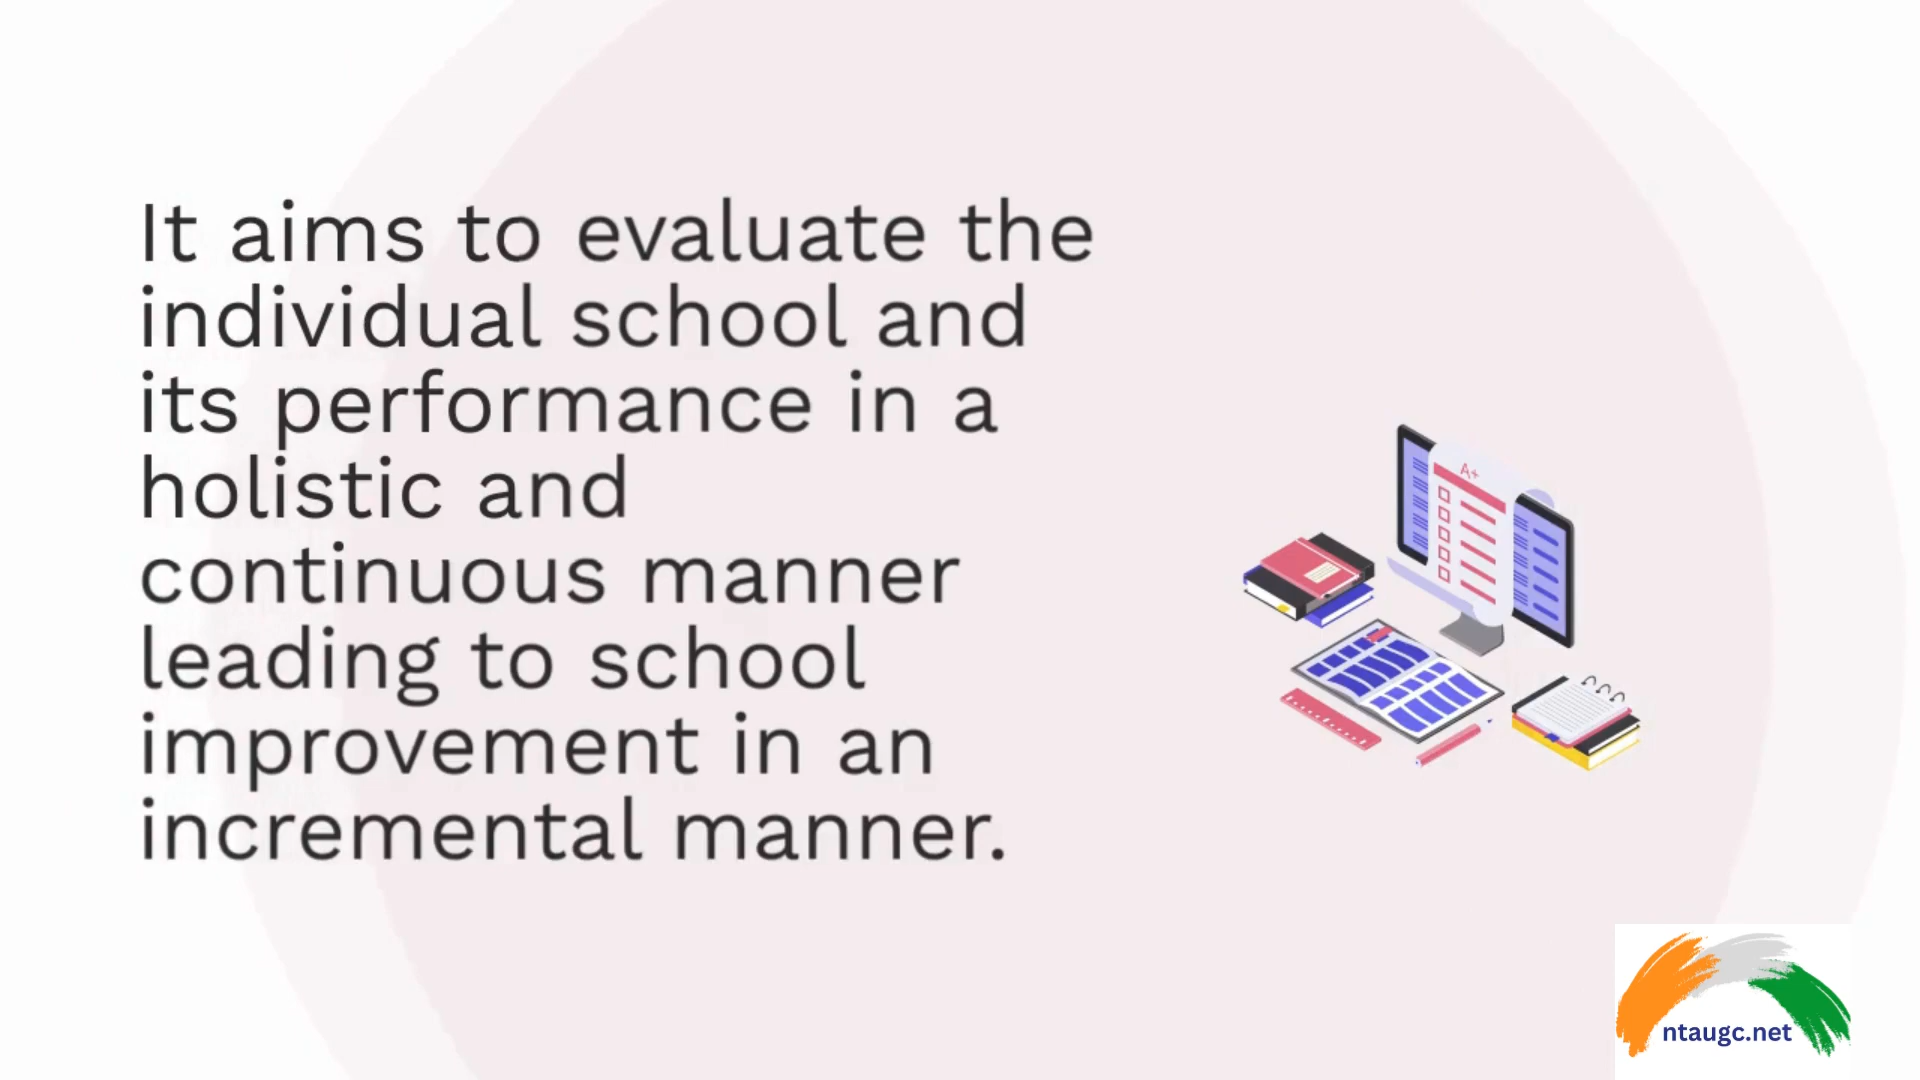 It aims to evaluate the
individual school and
its performance in a
holistic and
continuous manner
leading to school
improvement in an
incremental manner.
A+
ntaugc.net